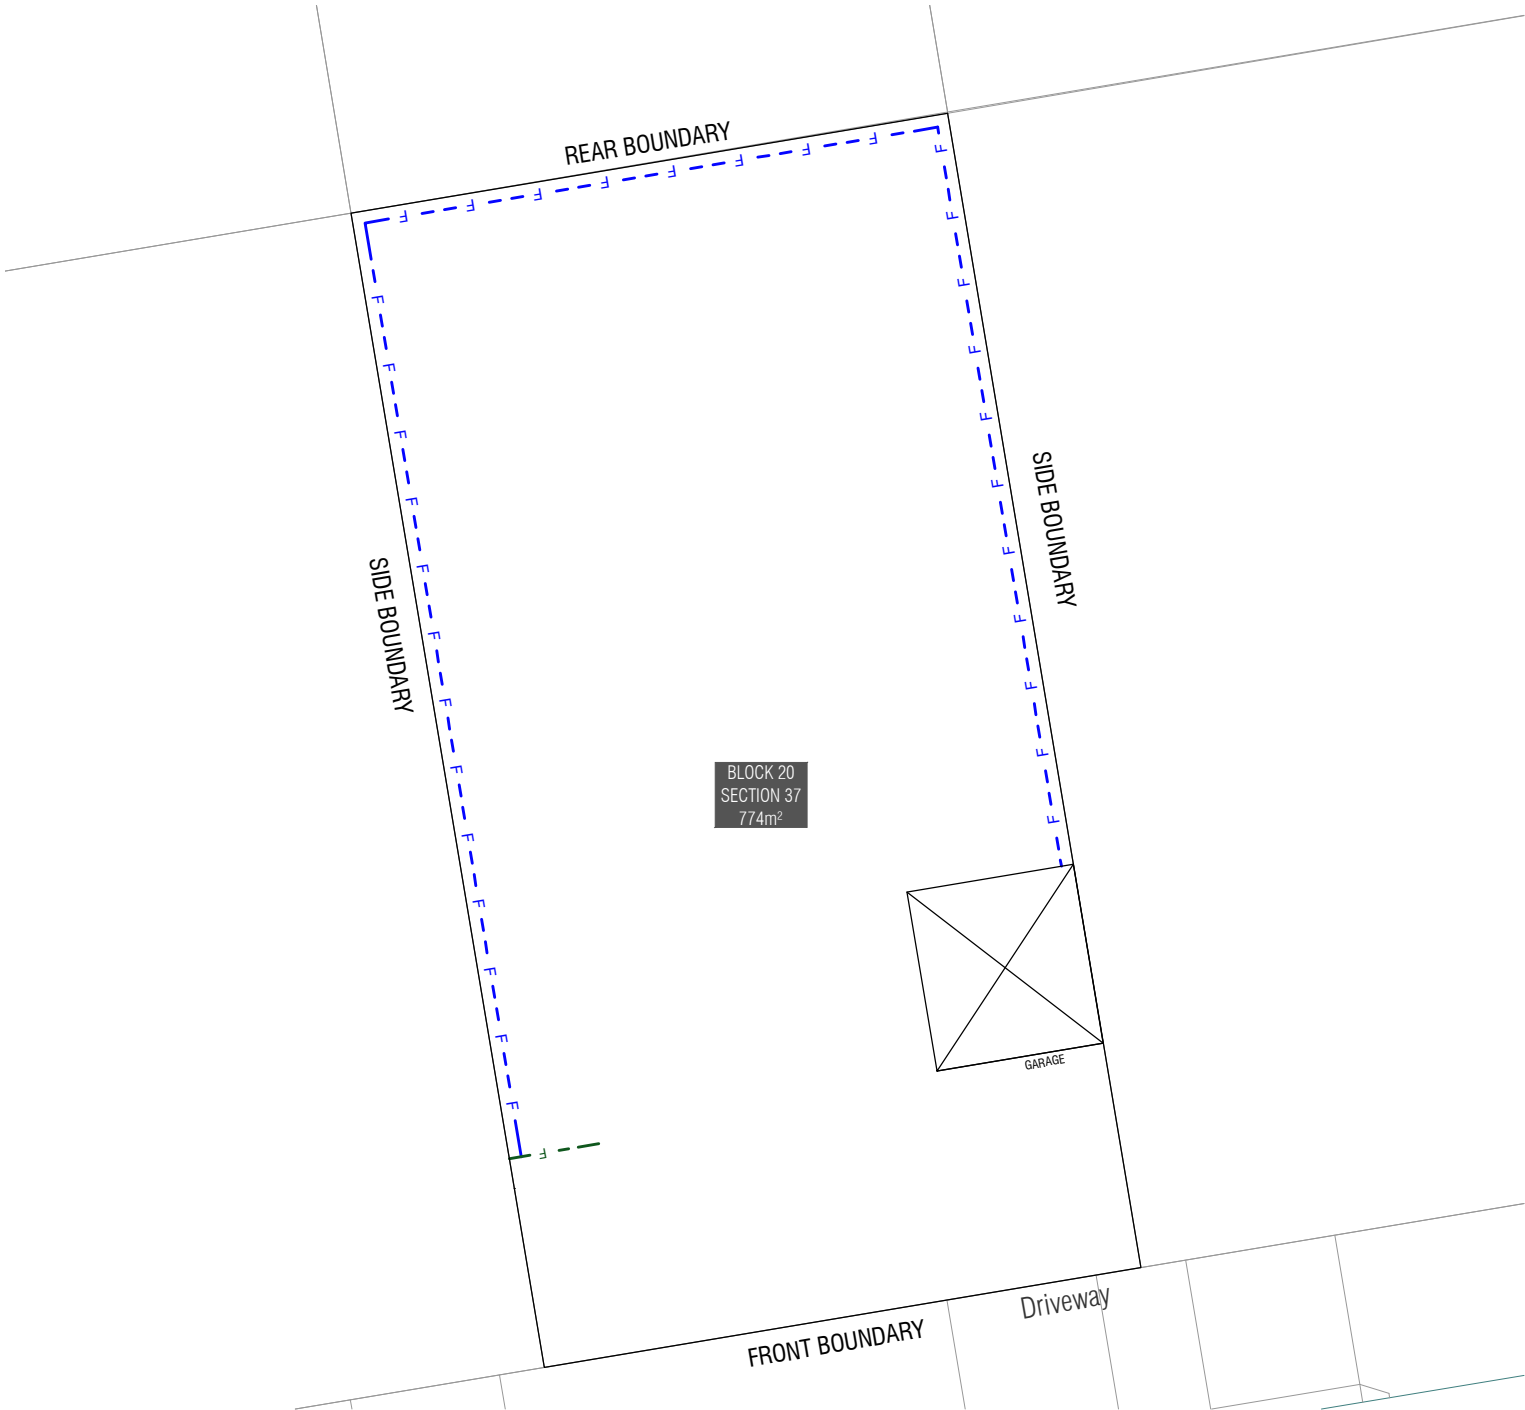 REAR BOUNDARY
F F F F F F F F
F F F F F F F F F F F
SIDE BOUNDARY
F F F F F F F F F F F F F
SIDE BOUNDARY
BLOCK 20
SECTION 37
774m²
GARAGE
F
Driveway
FRONT BOUNDARY